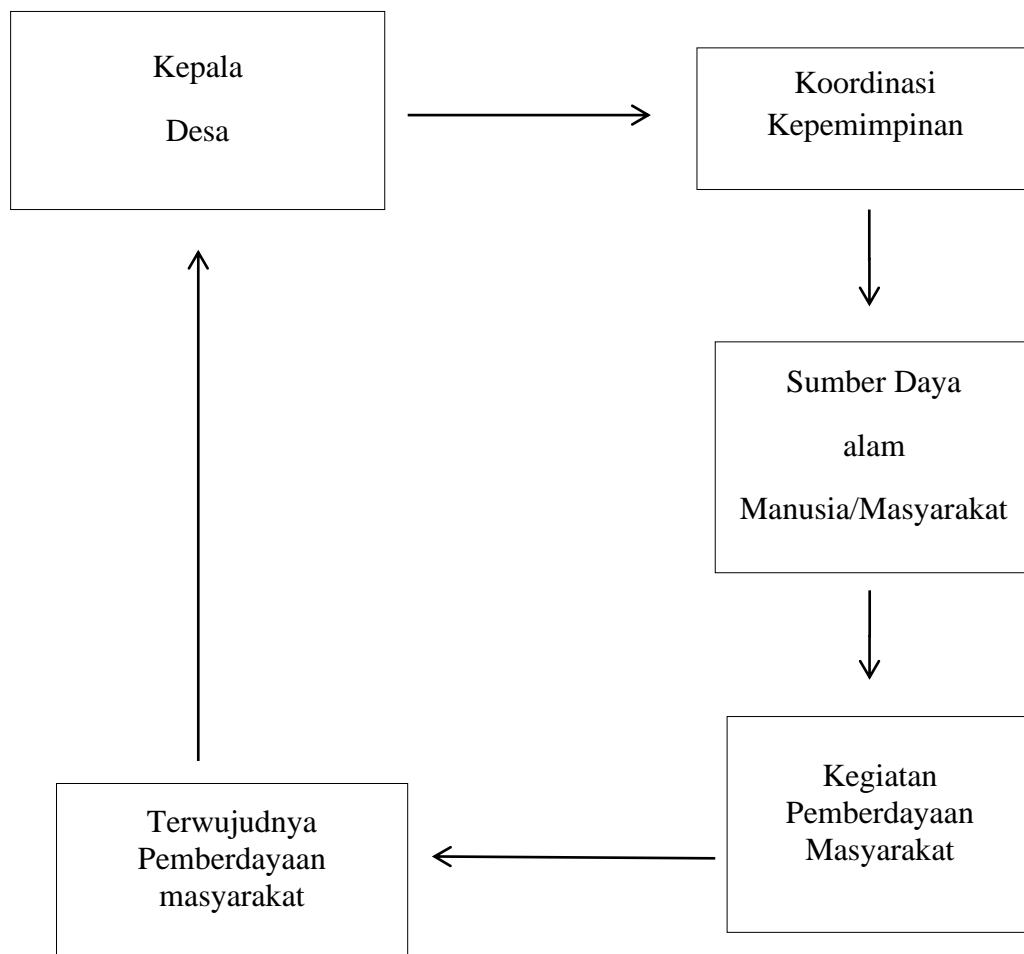 Kepala
Desa
Koordinasi
Kepemimpinan
Sumber Daya
alam
Manusia/Masyarakat
Kegiatan
Pemberdayaan
Masyarakat
Terwujudnya
Pemberdayaan
masyarakat